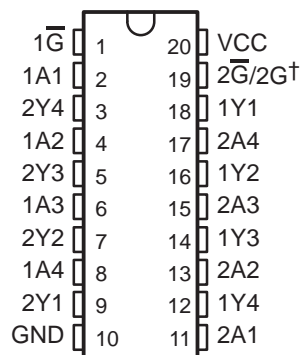 1G̅ 1 20 VCC
1A1 2 19 2G̅/2G†
2Y4 3 18 1Y1
1A2 4 17 2A4
2Y3 5 16 1Y2
1A3 6 15 2A3
2Y2 7 14 1Y3
1A4 8 13 2A2
2Y1 9 12 1Y4
GND 10 11 2A1